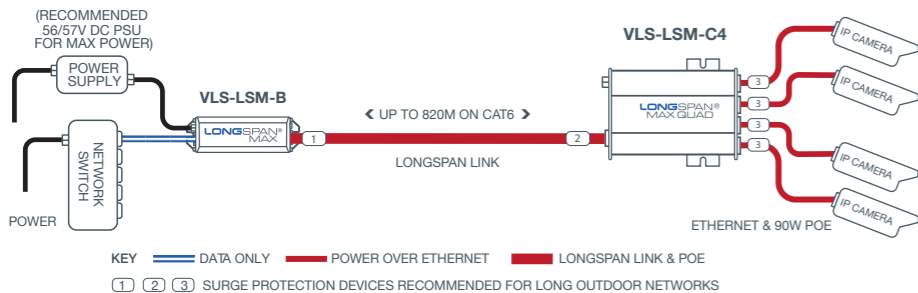 (RECOMMENDED
56/57V DC PSU
FOR MAX POWER)
POWER
SUPPLY
VLS-LSM-B
LONGSPAN®
MAX
NETWORK
SWITCH
POWER
1
< UP TO 820M ON CAT6 >
LONGSPAN LINK
2
VLS-LSM-C4
LONGSPAN®
MAX QUAD
3
3
3
3
IP CAMERA
IP CAMERA
IP CAMERA
IP CAMERA
ETHERNET & 90W POE
KEY DATA ONLY POWER OVER ETHERNET LONGSPAN LINK & POE
1 2 3 SURGE PROTECTION DEVICES RECOMMENDED FOR LONG OUTDOOR NETWORKS